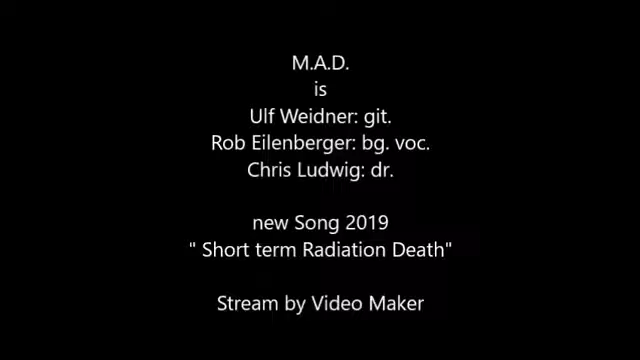 M.A.D.
is
Ulf Weidner: git.
Rob Eilenberger: bg. voc.
Chris Ludwig: dr.
new Song 2019
" Short term Radiation Death"
Stream by Video Maker